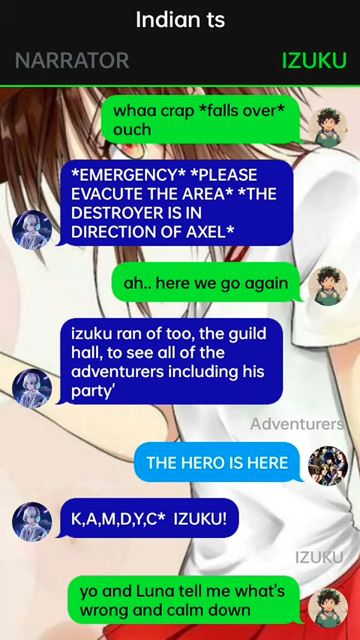 Indian ts
NARRATOR
IZUKU
whaa crap *falls over*
ouch
*EMERGENCY* *PLEASE
EVACUTE THE AREA* *THE
DESTROYER IS IN
DIRECTION OF AXEL*
ah.. here we go again
izuku ran of too, the guild
hall, to see all of the
adventurers including his
party'
Adventurers
THE HERO IS HERE
K,A,M,D,Y,C* IZUKU!
IZUKU
yo and Luna tell me what's
wrong and calm down